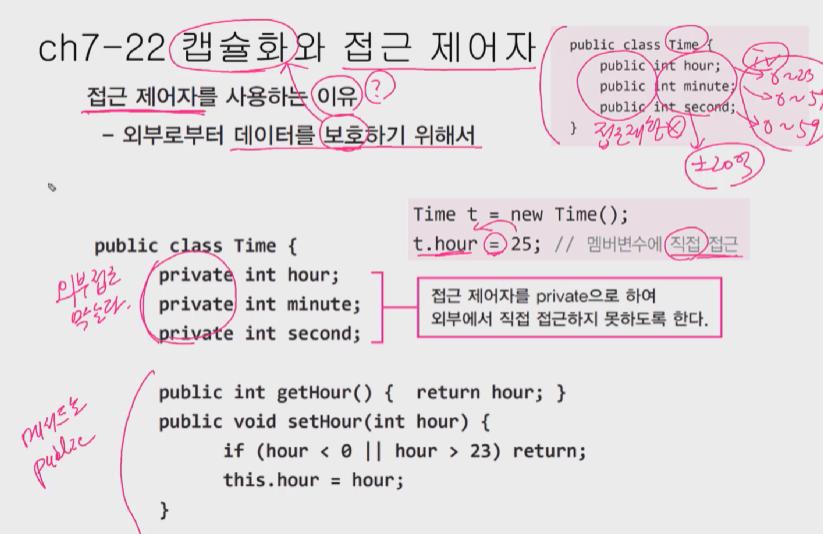 ch7-22 캡슐화와 접근 제어자
접근 제어자를 사용하는 이유 ?
– 외부로부터 데이터를 보호하기 위해서
public class Time {
public int hour;
public int minute;
public int second;
}
iv
0~23
0~59
접근제한 X
±20억
Time t = new Time();
t.hour = 25; // 멤버변수에 직접 접근
public class Time {
private int hour;
private int minute;
private int second;
외부접근
막는다.
접근 제어자를 private으로 하여
외부에서 직접 접근하지 못하도록 한다.
public int getHour() { return hour; }
public void setHour(int hour) {
if (hour < 0 || hour > 23) return;
this.hour = hour;
}
메서드는
public